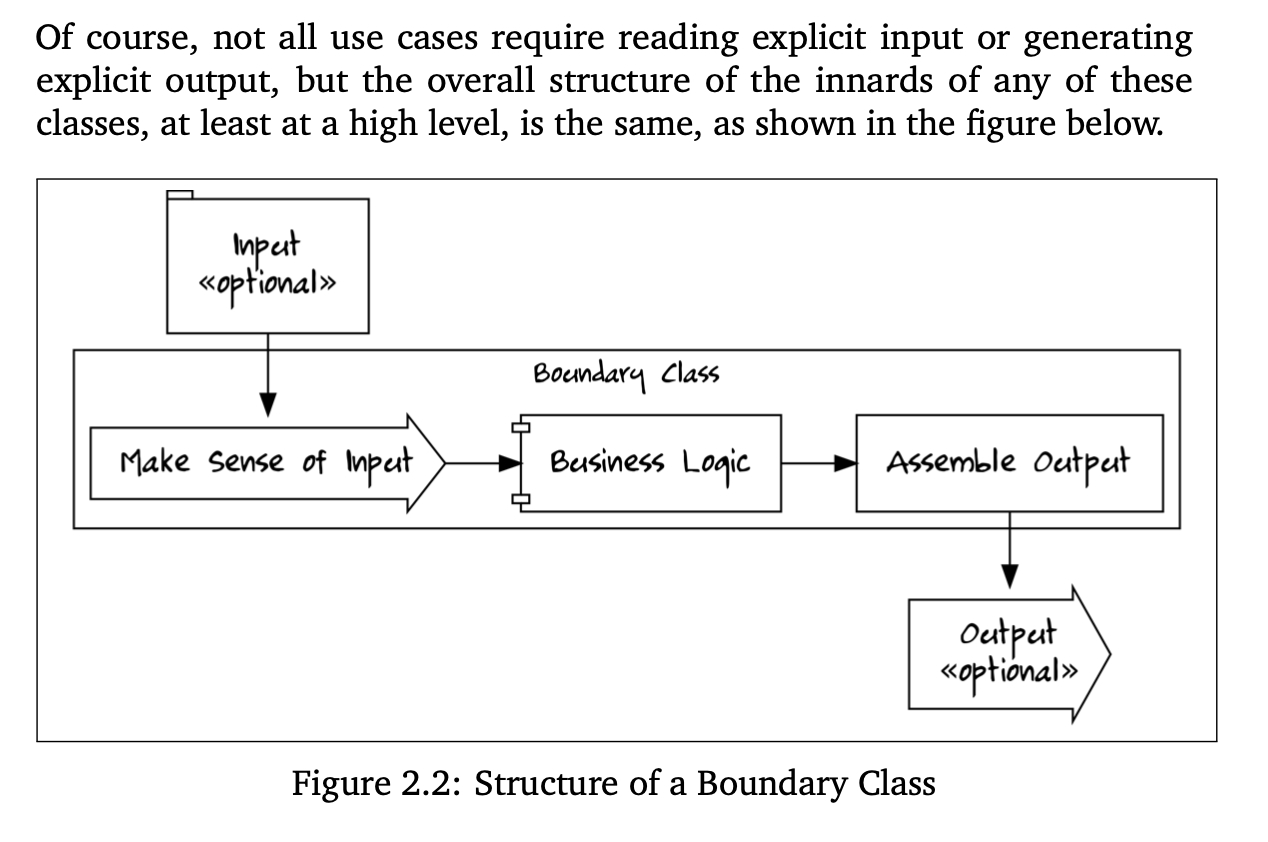 Of course, not all use cases require reading explicit input or generating
explicit output, but the overall structure of the innards of any of these
classes, at least at a high level, is the same, as shown in the figure below.
Input
«optional»
Boundary Class
Make Sense of Input
Business Logic
Assemble Output
Output
«optional»
Figure 2.2: Structure of a Boundary Class